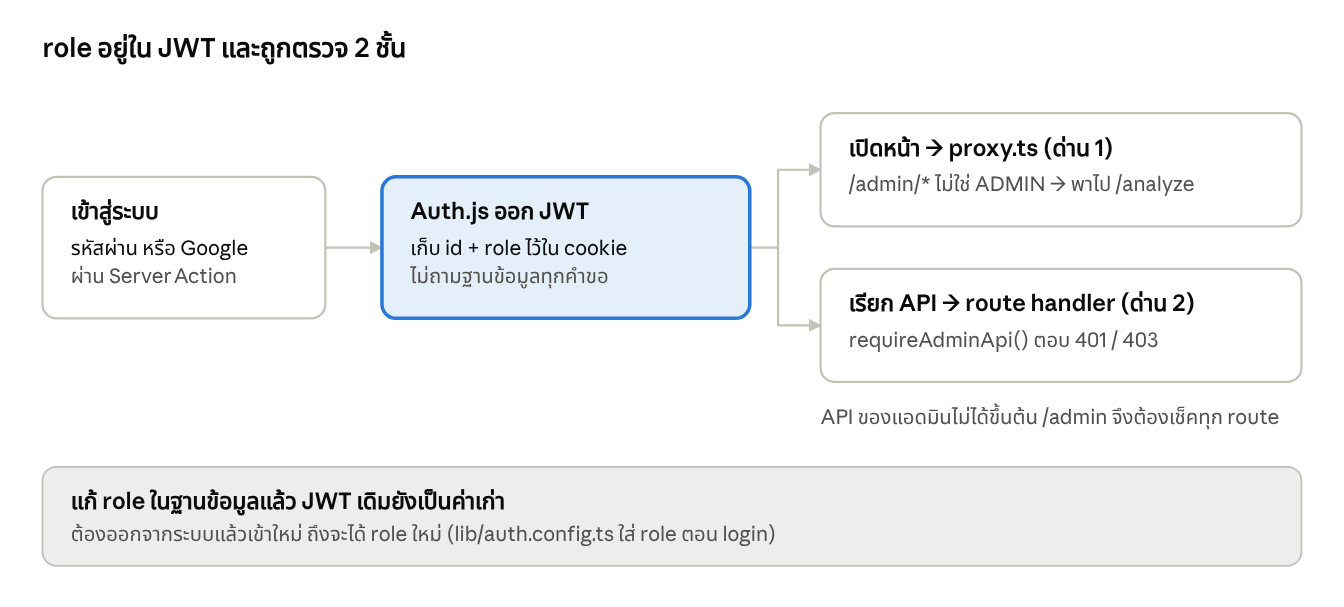 role อยู่ใน JWT และถูกตรวจ 2 ชั้น
เข้าสู่ระบบ
รหัสผ่าน หรือ Google
ผ่าน Server Action
Auth.js ออก JWT
เก็บ id + role ไว้ใน cookie
ไม่ถามฐานข้อมูลทุกคำขอ
เปิดหน้า → proxy.ts (ด่าน 1)
/admin/* ไม่ใช่ ADMIN → พาไป /analyze
เรียก API → route handler (ด่าน 2)
requireAdminApi() ตอบ 401 / 403
API ของแอดมินไม่ได้ขึ้นต้น /admin จึงต้องเช็คทุก route
แก้ role ในฐานข้อมูลแล้ว JWT เดิมยังเป็นค่าเก่า
ต้องออกจากระบบแล้วเข้าใหม่ ถึงจะได้ role ใหม่ (lib/auth.config.ts ใส่ role ตอน login)